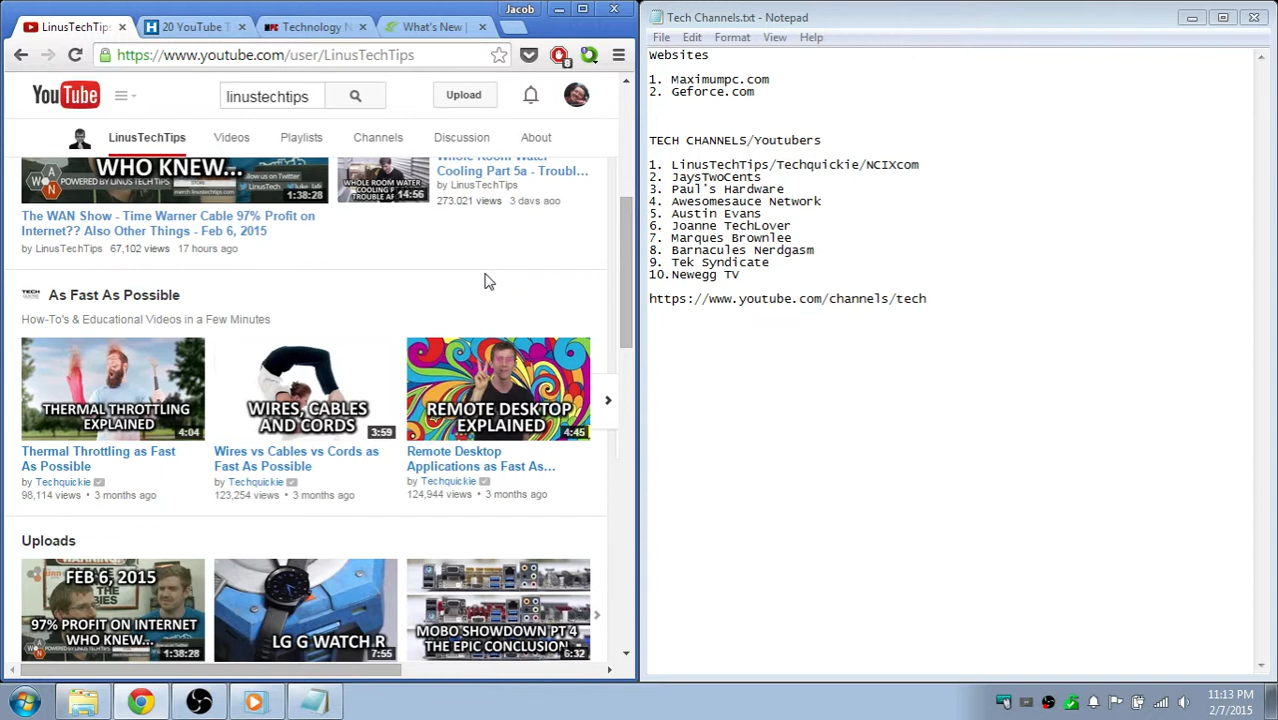 Jacob
LinusTechTips
20 YouTube T
Technology N
What's New |
https://www.youtube.com/user/LinusTechTips
8
YouTube
linustechtips
Upload
LinusTechTips
Videos
Playlists
Channels
Discussion
About
WHO KNEW...
POWERED BY LINUS TECH TIPS
1:38:28
WHOLE ROOM WATER
14:56
Whole Room Water
Cooling Part 5a - Troubl...
by LinusTechTips
273,021 views 3 days ago
The WAN Show - Time Warner Cable 97% Profit on
Internet?? Also Other Things - Feb 6, 2015
by LinusTechTips 67,102 views 17 hours ago
As Fast As Possible
How-To's & Educational Videos in a Few Minutes
THERMAL THROTTLING
EXPLAINED
4:04
WIRES, CABLES
AND CORDS
3:59
REMOTE DESKTOP
EXPLAINED
4:45
Thermal Throttling as Fast
As Possible
by Techquickie
98,114 views • 3 months ago
Wires vs Cables vs Cords as
Fast As Possible
by Techquickie
123,254 views • 3 months ago
Remote Desktop
Applications as Fast As...
by Techquickie
124,944 views • 3 months ago
Uploads
FEB 6, 2015
97% PROFIT ON INTERNET
WHO KNEW...
1:38:28
LG G WATCH R
7:55
MOBO SHOWDOWN PT 4
THE EPIC CONCLUSION
6:32
Tech Channels.txt - Notepad
File Edit Format View Help
Websites
1. Maximumpc.com
2. Geforce.com
TECH CHANNELS/Youtubers
1. LinusTechTips/Techquickie/NCIXcom
2. JaysTwoCents
3. Paul's Hardware
4. Awesomesauce Network
5. Austin Evans
6. Joanne TechLover
7. Marques Brownlee
8. Barnacules Nerdgasm
9. Tek Syndicate
10.Newegg TV
https://www.youtube.com/channels/tech
11:13 PM
2/7/2015